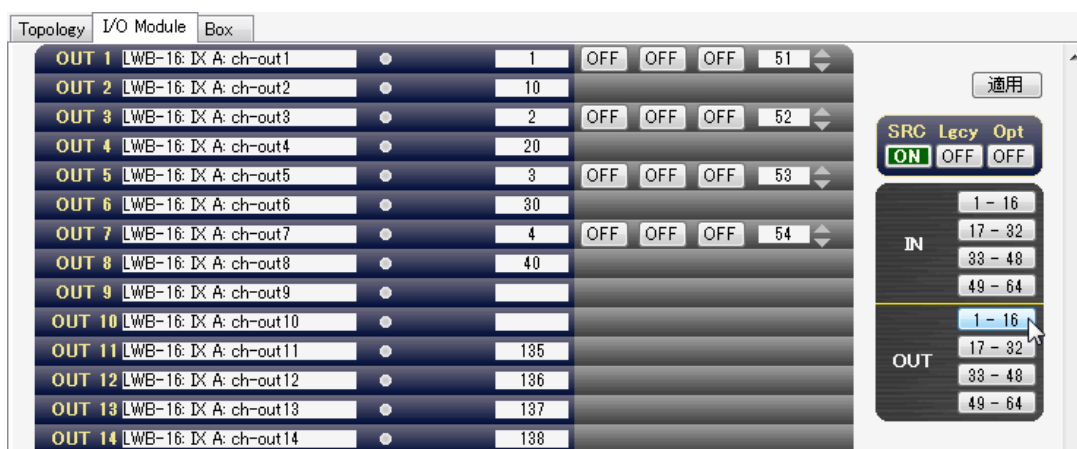 Topology I/O Module Box
OUT 1 LWB-16: IX A: ch-out1 1 OFF OFF OFF 51
OUT 2 LWB-16: IX A: ch-out2 10
OUT 3 LWB-16: IX A: ch-out3 2 OFF OFF OFF 52
OUT 4 LWB-16: IX A: ch-out4 20
OUT 5 LWB-16: IX A: ch-out5 3 OFF OFF OFF 53
OUT 6 LWB-16: IX A: ch-out6 30
OUT 7 LWB-16: IX A: ch-out7 4 OFF OFF OFF 54
OUT 8 LWB-16: IX A: ch-out8 40
OUT 9 LWB-16: IX A: ch-out9
OUT 10 LWB-16: IX A: ch-out10
OUT 11 LWB-16: IX A: ch-out11 135
OUT 12 LWB-16: IX A: ch-out12 136
OUT 13 LWB-16: IX A: ch-out13 137
OUT 14 LWB-16: IX A: ch-out14 138
適用
SRC Lgcy Opt
ON OFF OFF
IN
1 - 16
17 - 32
33 - 48
49 - 64
OUT
1 - 16
17 - 32
33 - 48
49 - 64